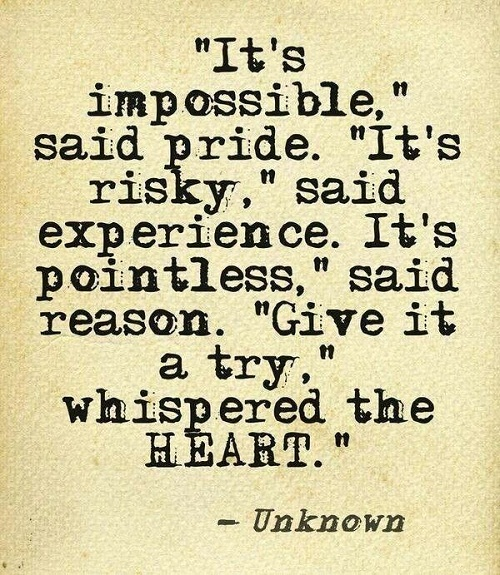 "It's
impossible,"
said pride. "It's
risky," said
experience. It's
pointless," said
reason. "Give it
a try,"
whispered the
HEART."
– Unknown